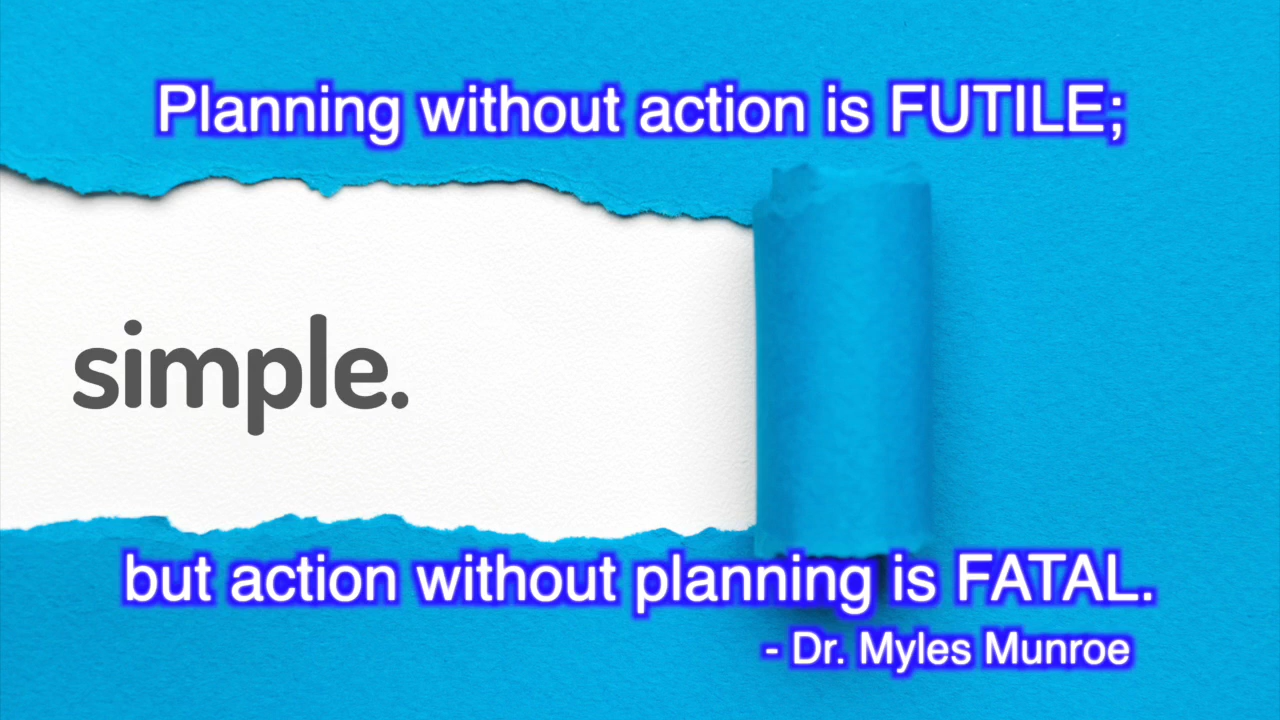 Planning without action is FUTILE;
simple.
but action without planning is FATAL.
- Dr. Myles Munroe